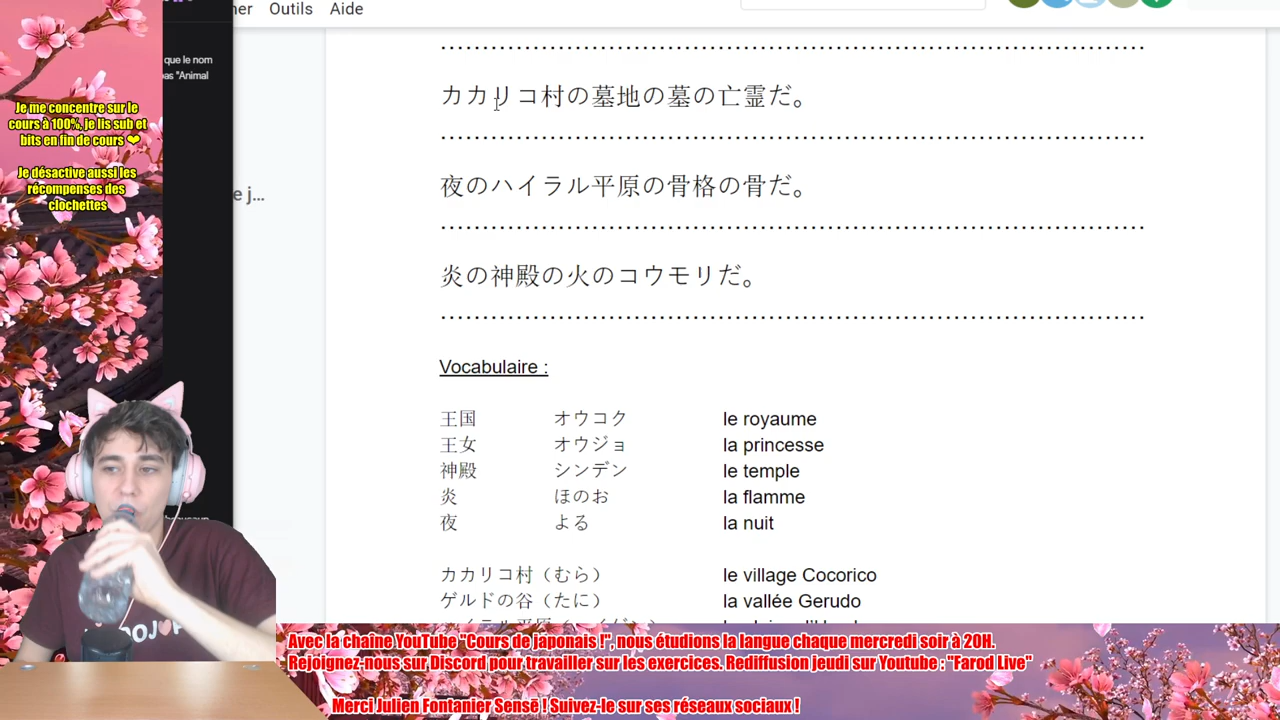 ner Outils Aide
que le nom
as "Animal
Je me concentre sur le
cours à 100%, je lis sub et
bits en fin de cours ❤
Je désactive aussi les
récompenses des
clochettes
e j...
カカリコ村の墓地の墓の亡霊だ。
夜のハイラル平原の骨格の骨だ。
炎の神殿の火のコウモリだ。
Vocabulaire :
王国 オウコク le royaume
王女 オウジョ la princesse
神殿 シンデン le temple
炎 ほのお la flamme
夜 よる la nuit
カカリコ村（むら） le village Cocorico
ゲルドの谷（たに） la vallée Gerudo
Avec la chaîne YouTube "Cours de japonais !", nous étudions la langue chaque mercredi soir à 20H.
Rejoignez-nous sur Discord pour travailler sur les exercices. Rediffusion jeudi sur Youtube : "Farod Live"
Merci Julien Fontanier Sensē ! Suivez-le sur ses réseaux sociaux !